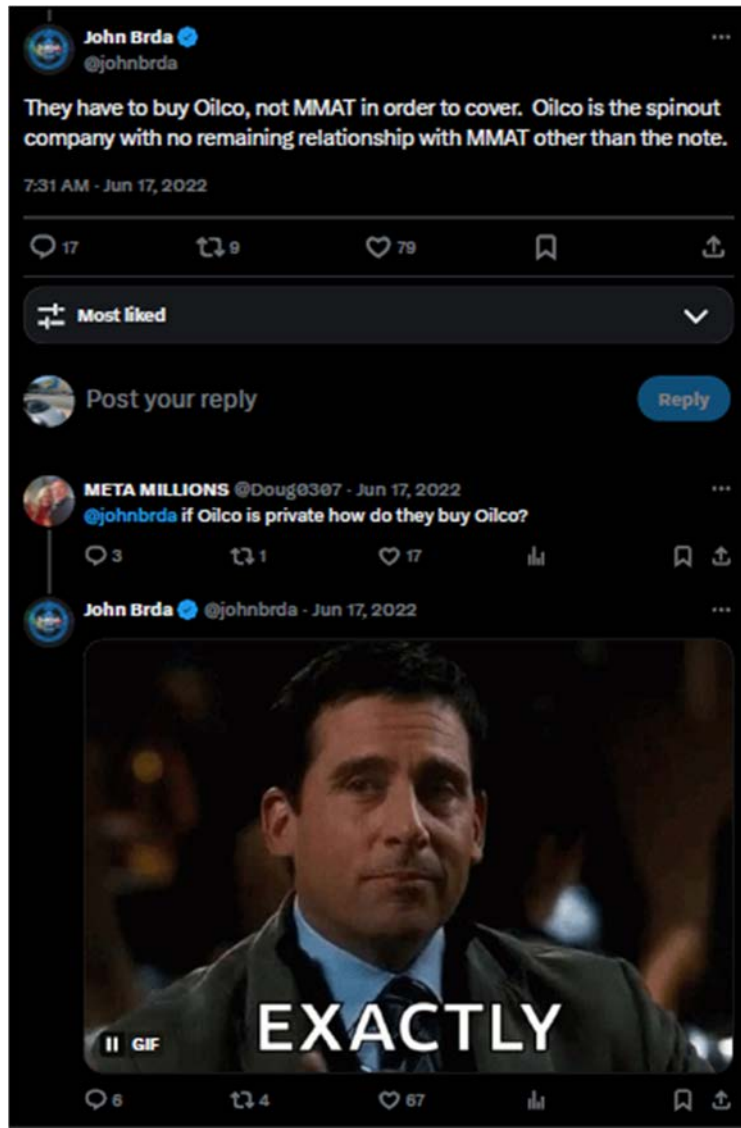 John Brda
@johnbrda
They have to buy Oilco, not MMAT in order to cover. Oilco is the spinout
company with no remaining relationship with MMAT other than the note.
7:31 AM · Jun 17, 2022
17 9 79
Most liked
Post your reply
Reply
META MILLIONS @Doug0307 · Jun 17, 2022
@johnbrda if Oilco is private how do they buy Oilco?
3 1 17
John Brda @johnbrda · Jun 17, 2022
EXACTLY
GIF
6 4 67